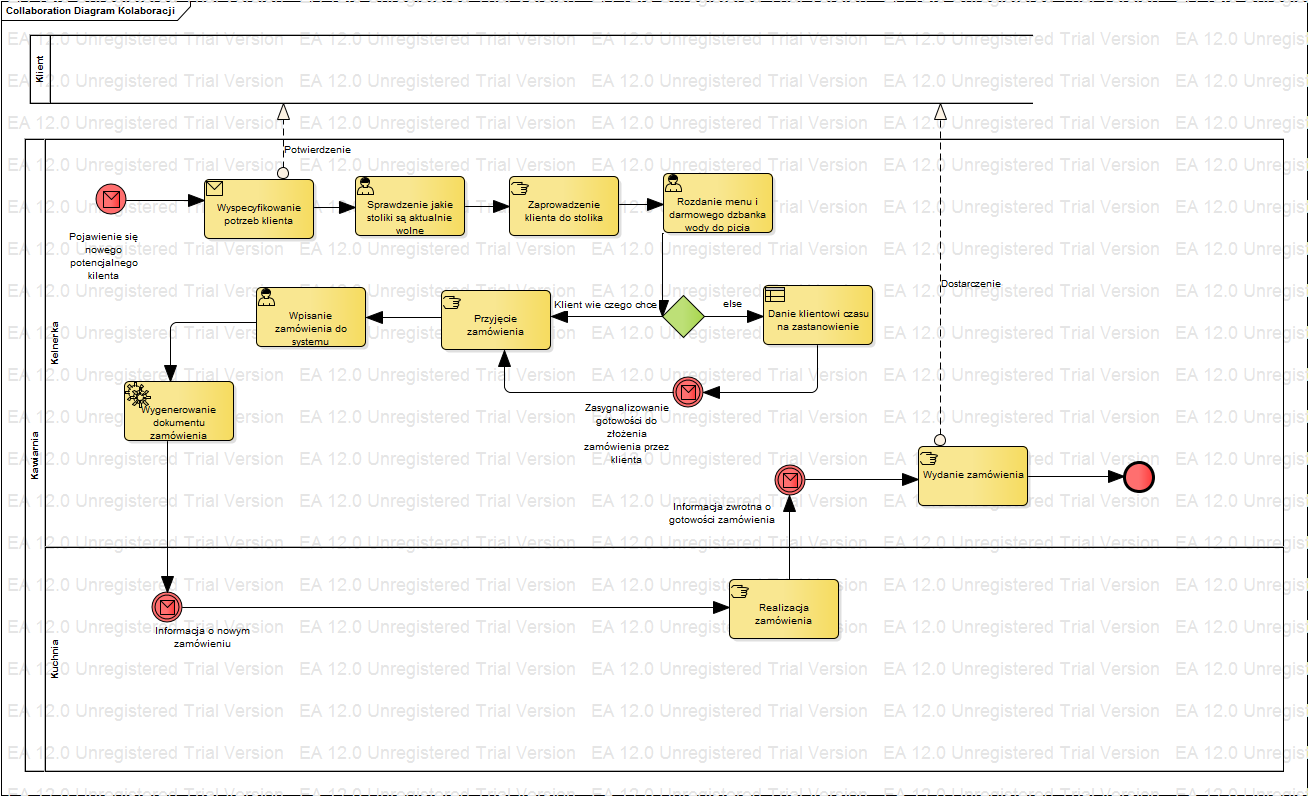 Collaboration Diagram Kolaboracji
EA 12.0 Unregistered Trial Version
Klient
Potwierdzenie
Pojawienie się
nowego
potencjalnego
kilenta
Wyspecyfikowanie
potrzeb klienta
Sprawdzenie jakie
stoliki są aktualnie
wolne
Zaprowadzenie
klienta do stolika
Rozdanie menu i
darmowego dzbanka
wody do picia
Dostarczenie
Kelnerka
Wpisanie
zamówienia do
systemu
Przyjęcie
zamówienia
Klient wie czego chce
else
Danie klientowi czasu
na zastanowienie
Wygenerowanie
dokumentu
zamówienia
Zasygnalizowanie
gotowości do
złożenia
zamówienia przez
klienta
Kawiarnia
Wydanie zamówienia
Informacja zwrotna o
gotowości zamówienia
Kuchnia
Informacja o nowym
zamówieniu
Realizacja
zamówienia